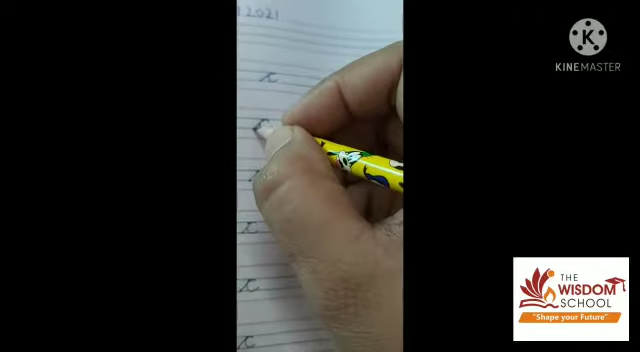 2021
KINEMASTER
x
x
x
x
THE
WISDOM
SCHOOL
"Shape your Future"